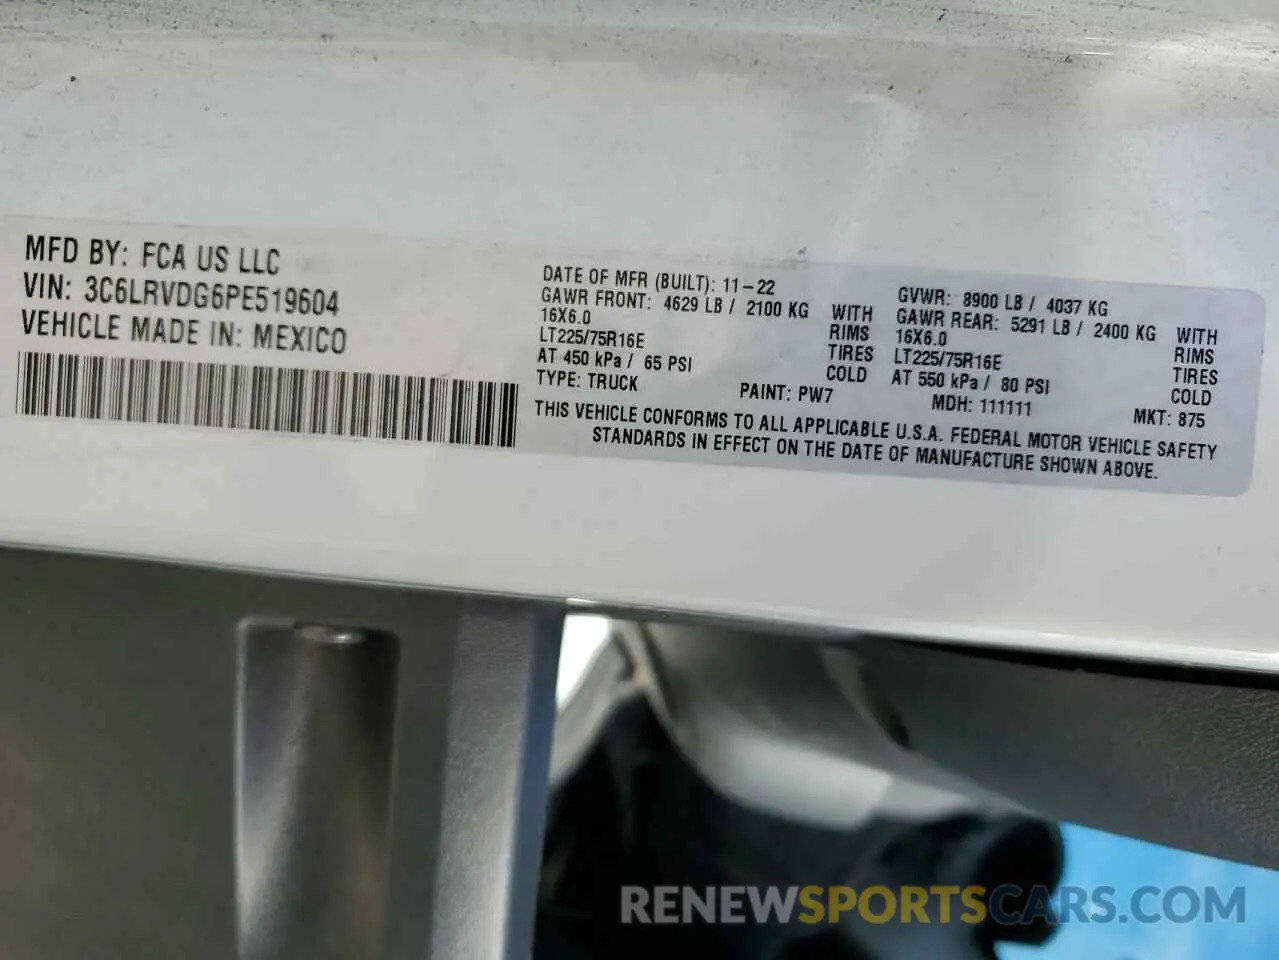 MFD BY: FCA US LLC
VIN: 3C6LRVDG6PE519604
VEHICLE MADE IN: MEXICO
DATE OF MFR (BUILT): 11-22
GAWR FRONT: 4629 LB / 2100 KG WITH
16X6.0 RIMS
LT225/75R16E TIRES
AT 450 kPa / 65 PSI COLD
TYPE: TRUCK PAINT: PW7
GVWR: 8900 LB / 4037 KG
GAWR REAR: 5291 LB / 2400 KG WITH
16X6.0 RIMS
LT225/75R16E TIRES
AT 550 kPa / 80 PSI COLD
MDH: 111111 MKT: 875
THIS VEHICLE CONFORMS TO ALL APPLICABLE U.S.A. FEDERAL MOTOR VEHICLE SAFETY
STANDARDS IN EFFECT ON THE DATE OF MANUFACTURE SHOWN ABOVE.
RENEWSPORTSCARS.COM